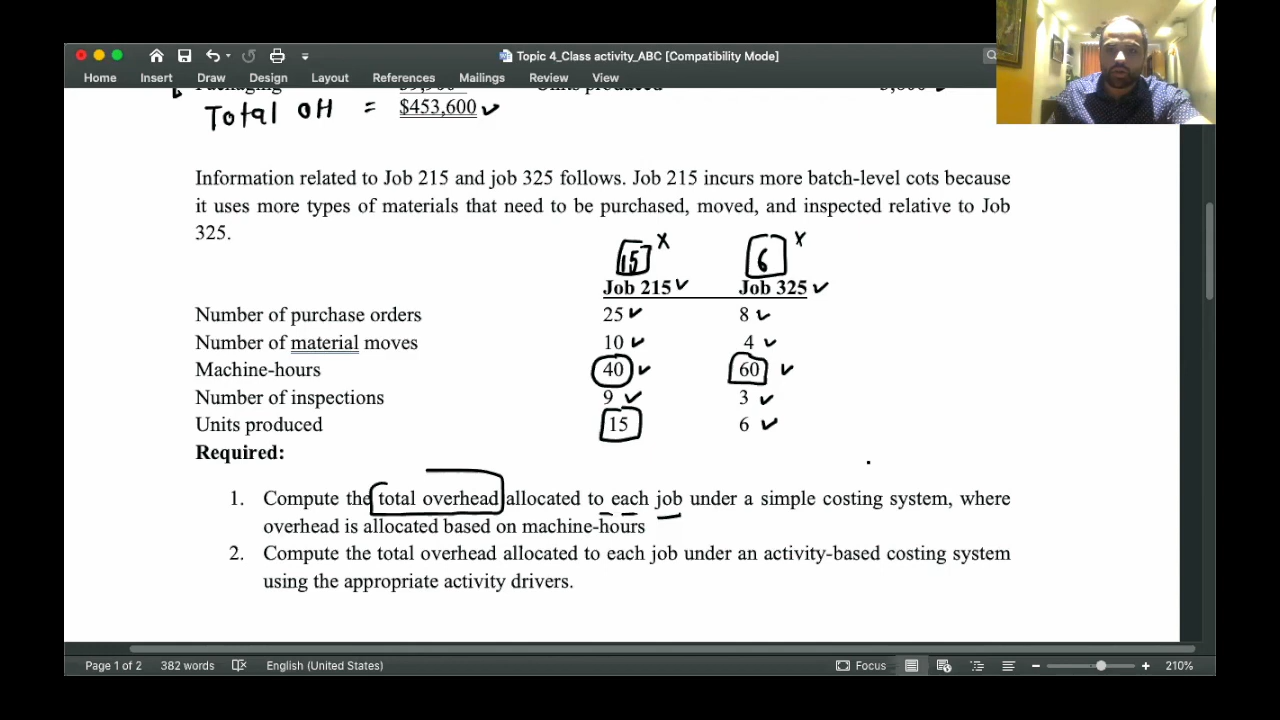 Topic 4_Class activity_ABC [Compatibility Mode]
Home Insert Draw Design Layout References Mailings Review View
Total OH = $453,600
Information related to Job 215 and job 325 follows. Job 215 incurs more batch-level cots because
it uses more types of materials that need to be purchased, moved, and inspected relative to Job
325.
15 x 6 x
Job 215 Job 325
Number of purchase orders 25 8
Number of material moves 10 4
Machine-hours 40 60
Number of inspections 9 3
Units produced 15 6
Required:
1. Compute the total overhead allocated to each job under a simple costing system, where
overhead is allocated based on machine-hours
2. Compute the total overhead allocated to each job under an activity-based costing system
using the appropriate activity drivers.
Page 1 of 2 382 words English (United States) Focus 210%